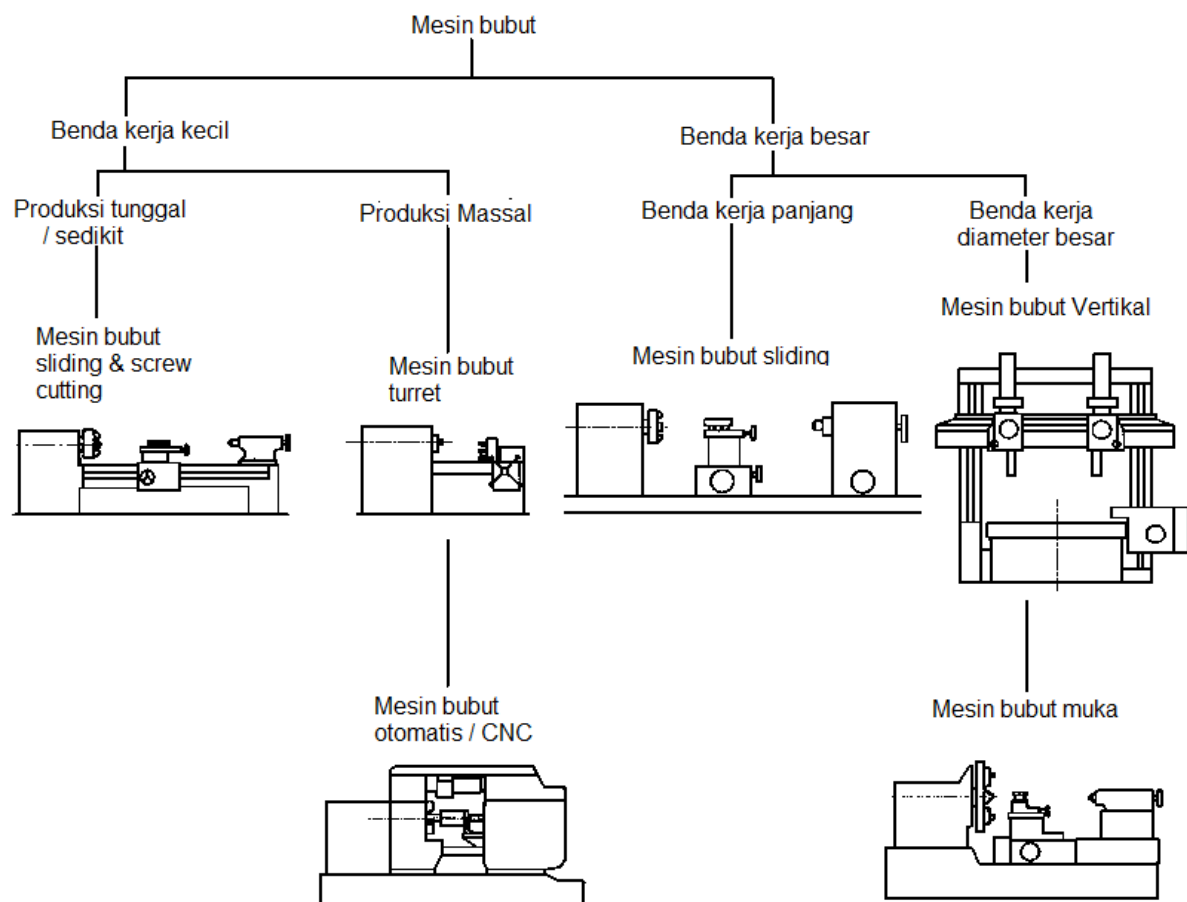 Mesin bubut
Benda kerja kecil
Benda kerja besar
Produksi tunggal
/ sedikit
Produksi Massal
Benda kerja panjang
Benda kerja
diameter besar
Mesin bubut Vertikal
Mesin bubut
sliding & screw
cutting
Mesin bubut
turret
Mesin bubut sliding
Mesin bubut
otomatis / CNC
Mesin bubut muka